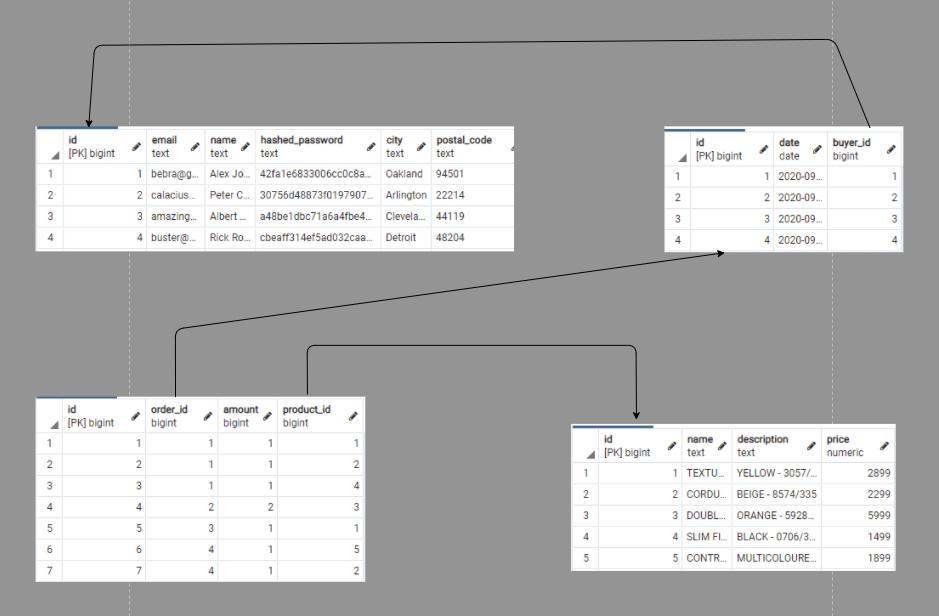 id email name hashed_password city postal_code
[PK] bigint text text text text text
1 1 bebra@g... Alex Jo... 42fa1e6833006cc0c8a... Oakland 94501
2 2 calacius... Peter C... 30756d48873f0197907... Arlington 22214
3 3 amazing... Albert ... a48be1dbc71a6a4fbe4... Clevela... 44119
4 4 buster@... Rick Ro... cbeaff314ef5ad032caa... Detroit 48204
id date buyer_id
[PK] bigint date bigint
1 1 2020-09... 1
2 2 2020-09... 2
3 3 2020-09... 3
4 4 2020-09... 4
id order_id amount product_id
[PK] bigint bigint bigint bigint
1 1 1 1 1
2 2 1 1 2
3 3 1 1 4
4 4 2 2 3
5 5 3 1 1
6 6 4 1 5
7 7 4 1 2
id name description price
[PK] bigint text text numeric
1 1 TEXTU... YELLOW - 3057/... 2899
2 2 CORDU... BEIGE - 8574/335 2299
3 3 DOUBL... ORANGE - 5928... 5999
4 4 SLIM FI... BLACK - 0706/3... 1499
5 5 CONTR... MULTICOLOURE... 1899